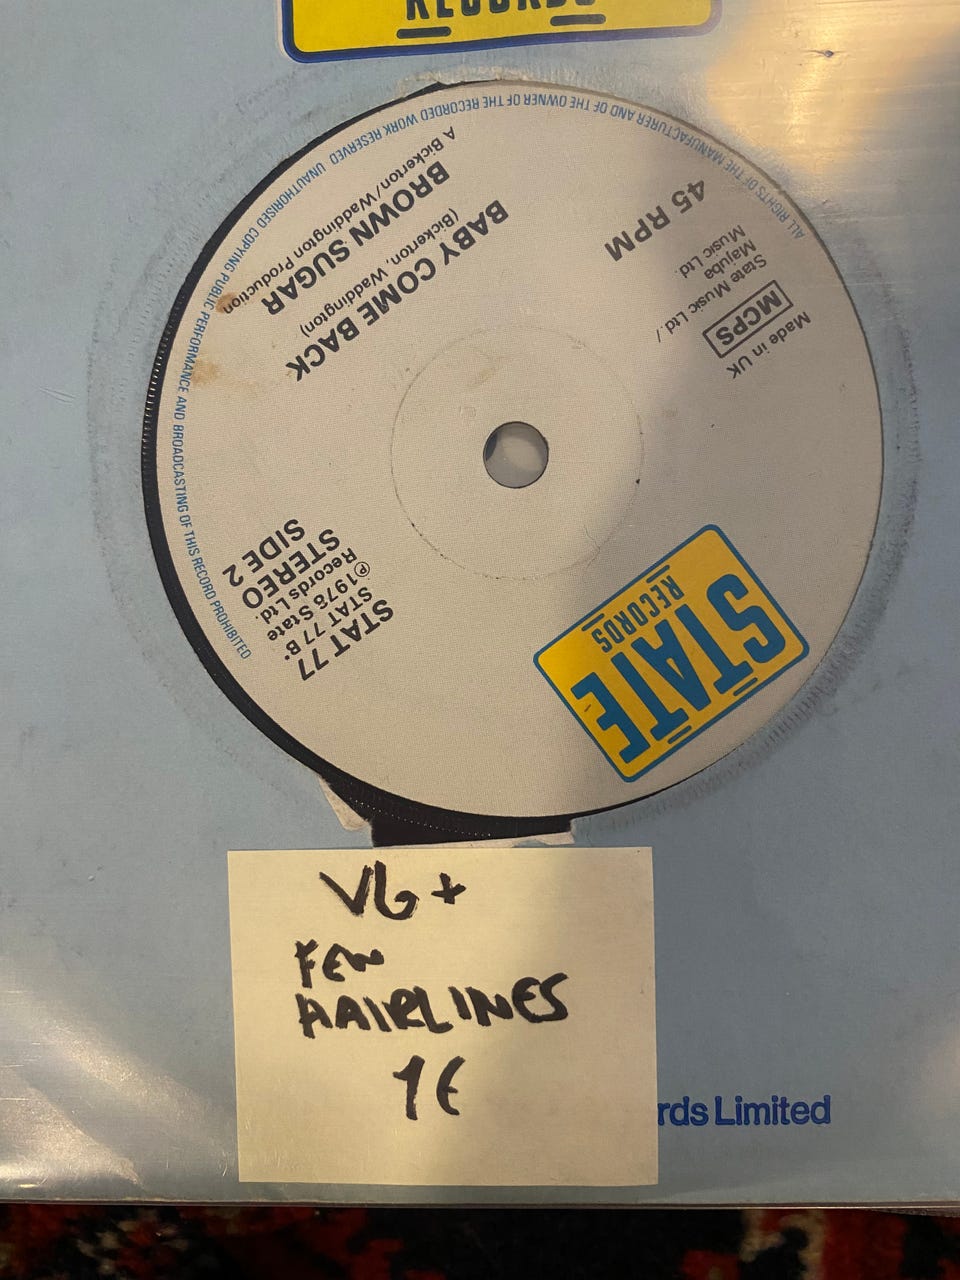 RECORDS
ALL RIGHTS OF THE MANUFACTURER AND OF THE OWNER OF THE RECORDED WORK RESERVED UNAUTHORISED COPYING PUBLIC PERFORMANCE AND BROADCASTING OF THIS RECORD PROHIBITED
STATE
RECORDS
STAT 77
STAT 77 B'
℗ 1978 State
Records Ltd.
STEREO
SIDE 2
Made in UK
MCPS
State Music Ltd /
Majuba
Music Ltd.
45 RPM
BABY COME BACK
(Bickerton, Waddington)
BROWN SUGAR
A Bickerton/Waddington Production
VG+
FEW
HAIRLINES
1€
rds Limited